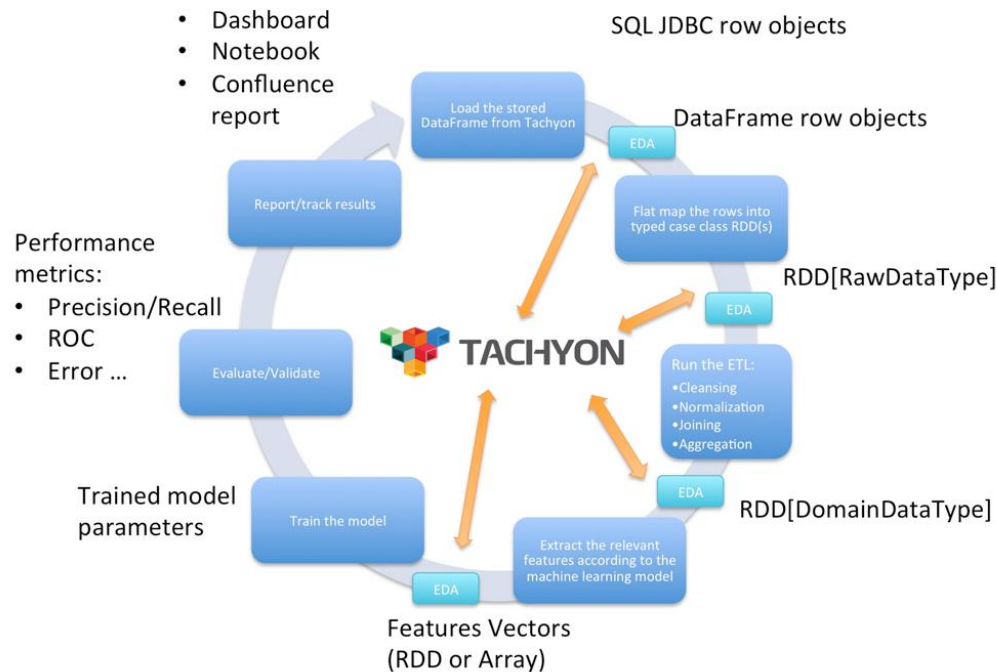 • Dashboard
• Notebook
• Confluence
report
SQL JDBC row objects
Load the stored
DataFrame from Tachyon
EDA
DataFrame row objects
Flat map the rows into
typed case class RDD(s)
RDD[RawDataType]
EDA
Run the ETL:
•Cleansing
•Normalization
•Joining
•Aggregation
EDA
RDD[DomainDataType]
Extract the relevant
features according to the
machine learning model
EDA
Features Vectors
(RDD or Array)
Train the model
Trained model
parameters
Evaluate/Validate
Performance
metrics:
• Precision/Recall
• ROC
• Error ...
Report/track results
TACHYON